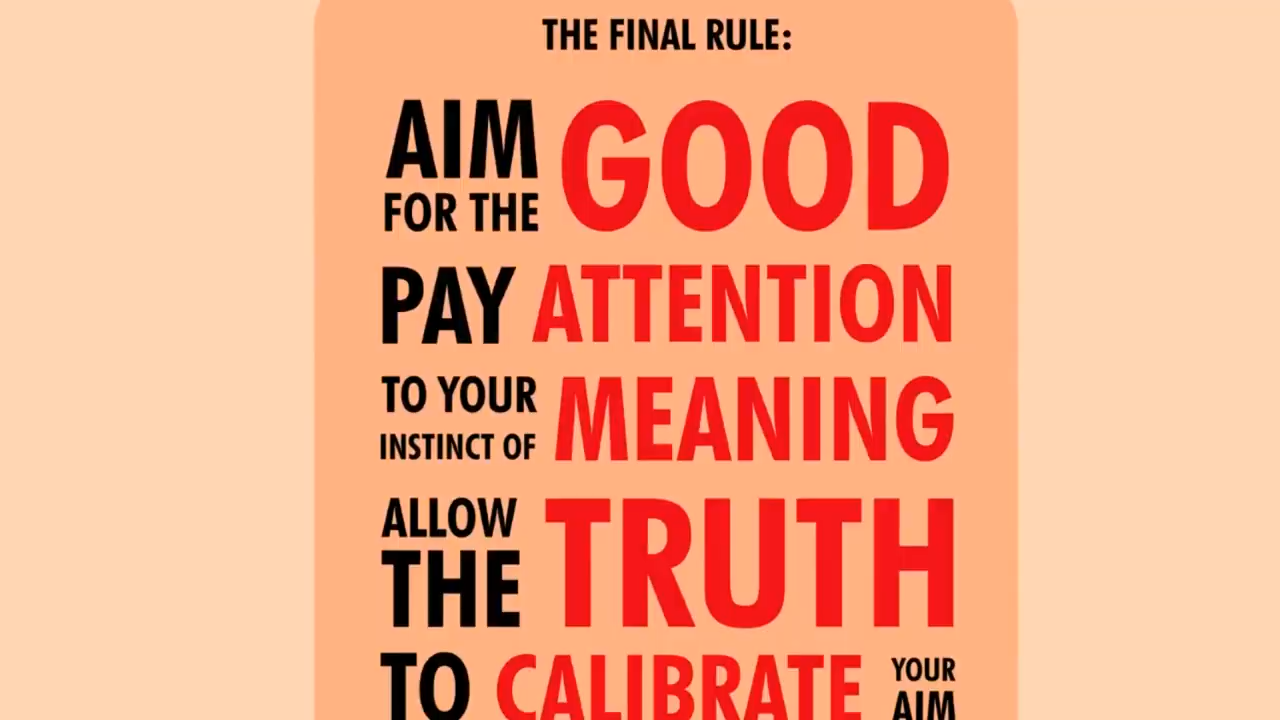 THE FINAL RULE:
AIM FOR THE GOOD
PAY ATTENTION
TO YOUR INSTINCT OF MEANING
ALLOW THE TRUTH
TO CALIBRATE YOUR AIM